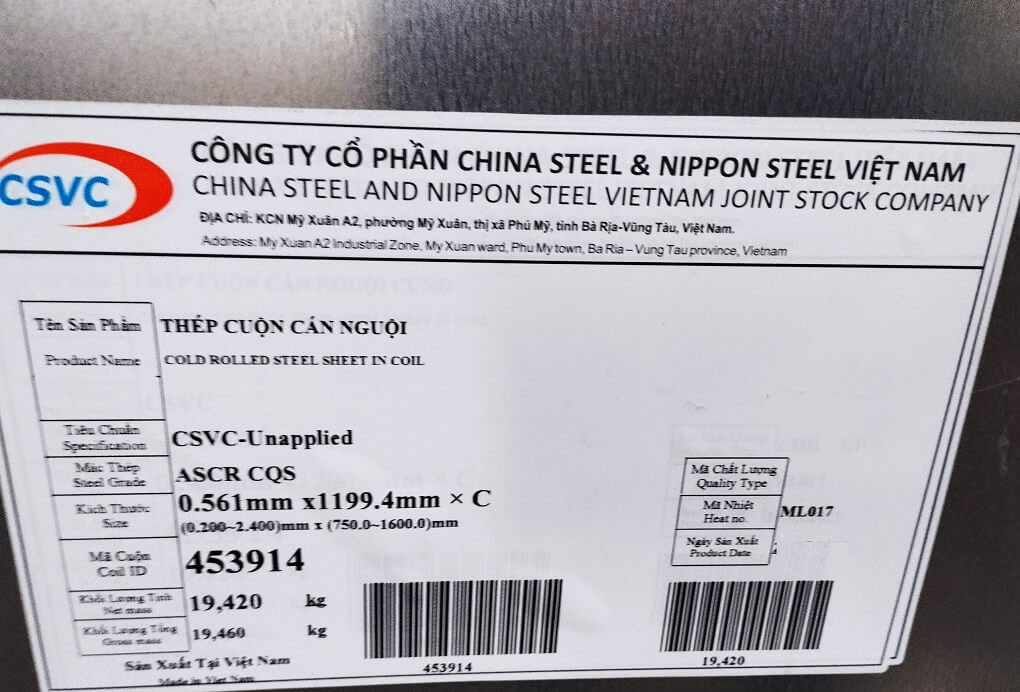 CSVC
CÔNG TY CỔ PHẦN CHINA STEEL & NIPPON STEEL VIỆT NAM
CHINA STEEL AND NIPPON STEEL VIETNAM JOINT STOCK COMPANY
ĐỊA CHỈ: KCN Mỹ Xuân A2, phường Mỹ Xuân, thị xã Phú Mỹ, tỉnh Bà Rịa-Vũng Tàu, Việt Nam.
Address: My Xuan A2 Industrial Zone, My Xuan ward, Phu My town, Ba Ria – Vung Tau province, Vietnam
Tên Sản Phẩm THÉP CUỘN CÁN NGUỘI
Product Name COLD ROLLED STEEL SHEET IN COIL
Tiêu Chuẩn
Specification CSVC-Unapplied
Mác Thép
Steel Grade ASCR CQS
Kích Thước 0.561mm x1199.4mm × C
Size (0.200~2.400)mm x (750.0~1600.0)mm
Mã Cuộn
Coil ID 453914
Khối Lượng Tịnh
Net mass 19,420 kg
Khối Lượng Tổng
Gross mass 19,460 kg
Sản Xuất Tại Việt Nam
Made in Viet Nam
453914
Mã Chất Lượng
Quality Type
Mã Nhiệt
Heat no. ML017
Ngày Sản Xuất
Product Date
19,420